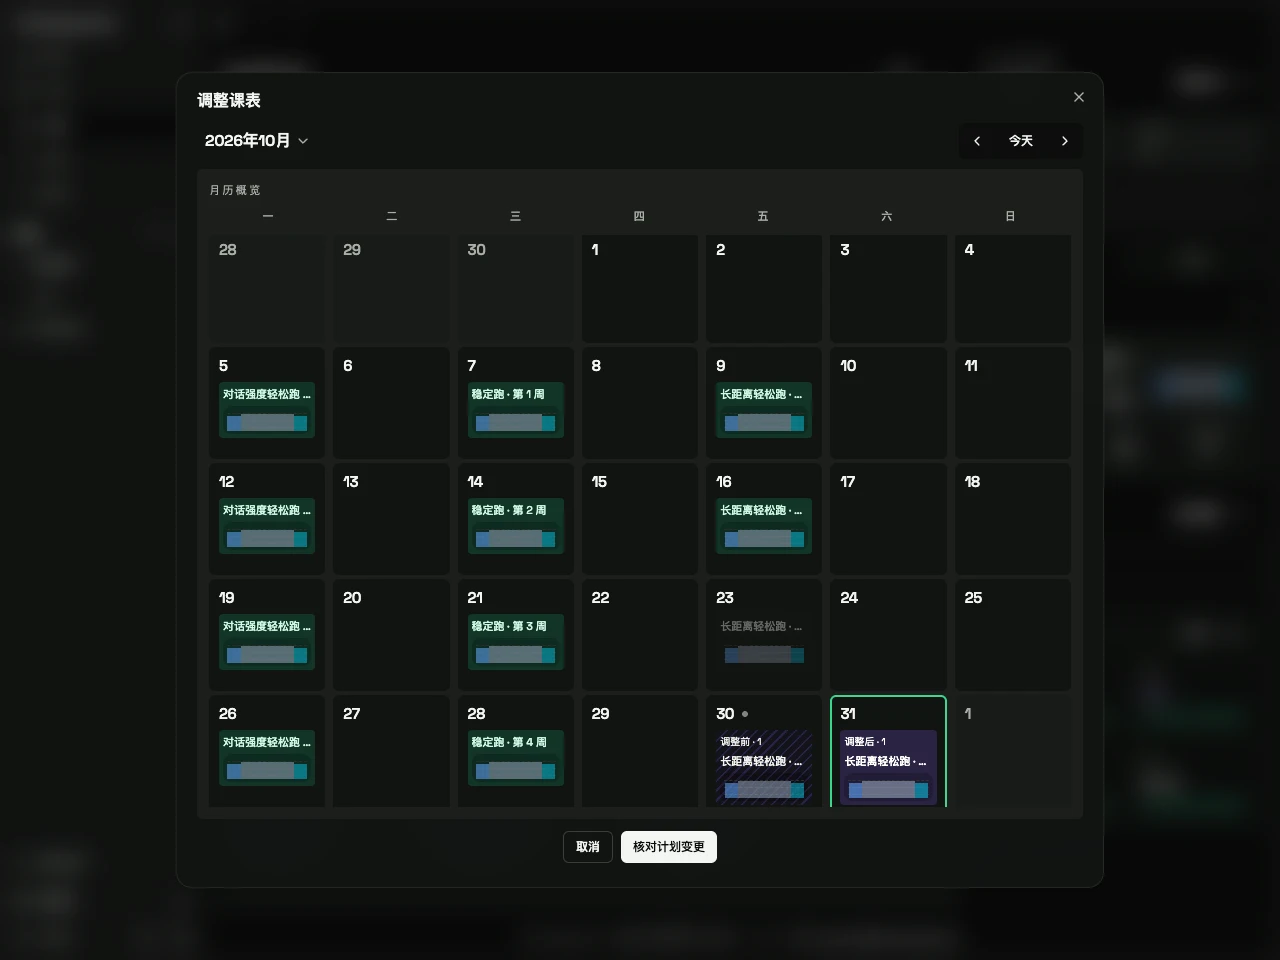 调整课表
2026年10月
今天
月历概览
一 二 三 四 五 六 日
28 29 30 1 2 3 4
5 6 7 8 9 10 11
对话强度轻松跑 ... 稳定跑 · 第 1 周 长距离轻松跑 · ...
12 13 14 15 16 17 18
对话强度轻松跑 ... 稳定跑 · 第 2 周 长距离轻松跑 · ...
19 20 21 22 23 24 25
对话强度轻松跑 ... 稳定跑 · 第 3 周 长距离轻松跑 · ...
26 27 28 29 30 31 1
对话强度轻松跑 ... 稳定跑 · 第 4 周 调整前 · 1 调整后 · 1
长距离轻松跑 · ... 长距离轻松跑 · ...
取消 核对计划变更